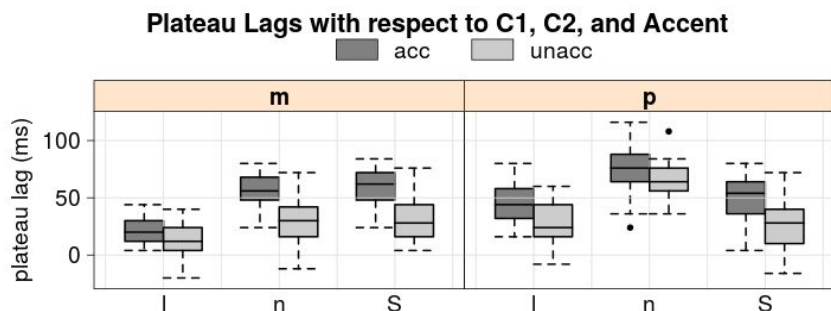 Plateau Lags with respect to C1, C2, and Accent
acc unacc
m p
plateau lag (ms)
100
50
0
l n S l n S